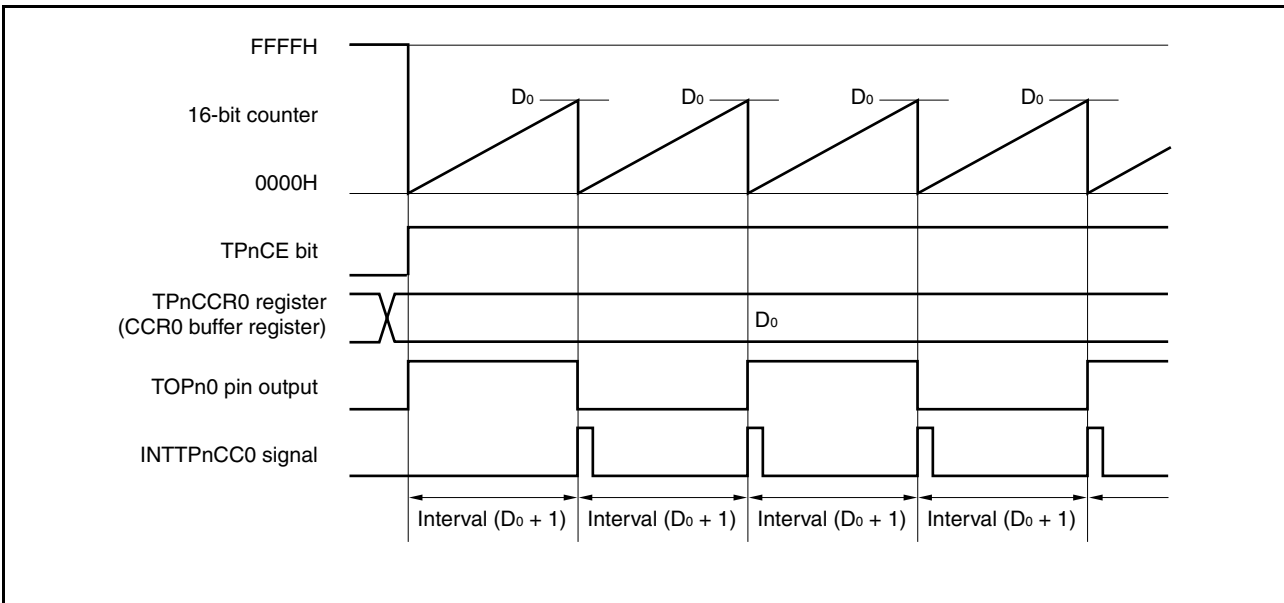 FFFFH
D0 D0 D0 D0
16-bit counter
0000H
TPnCE bit
TPnCCR0 register
(CCR0 buffer register)
D0
TOPn0 pin output
INTTPnCC0 signal
Interval (D0 + 1) Interval (D0 + 1) Interval (D0 + 1) Interval (D0 + 1)